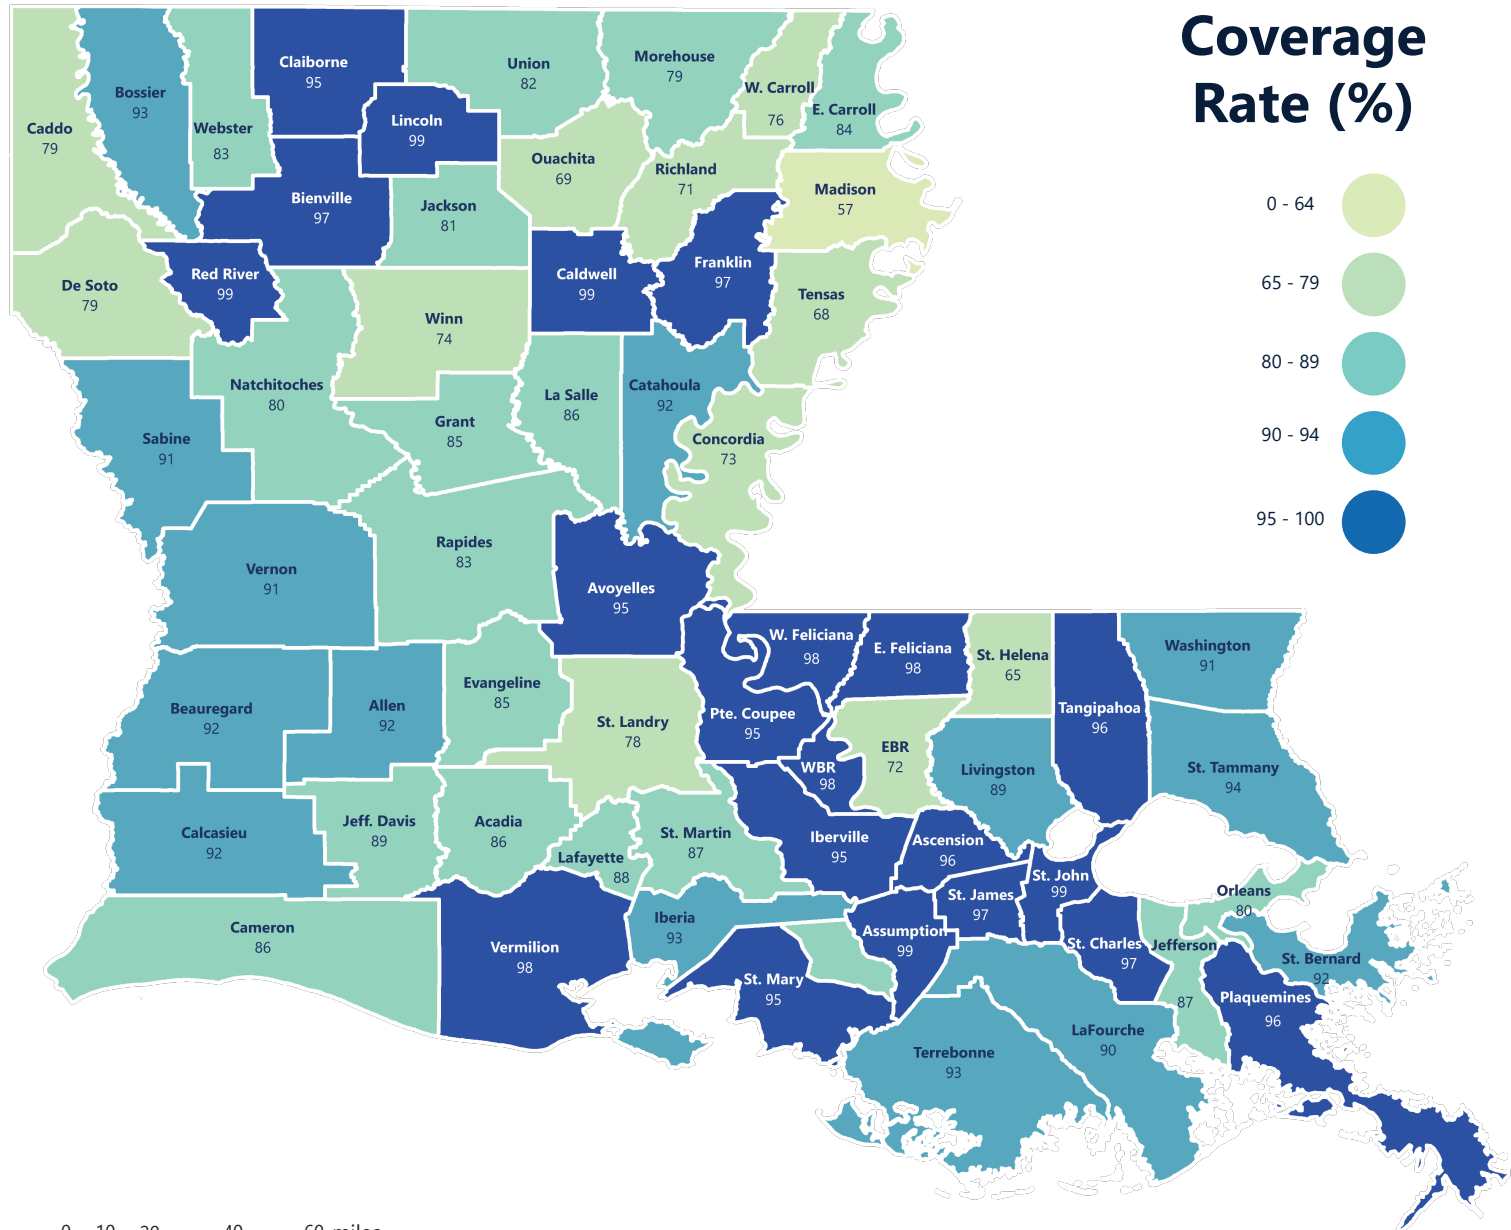 Coverage
Rate (%)
0 - 64
65 - 79
80 - 89
90 - 94
95 - 100
Caddo
79
Bossier
93
Webster
83
Claiborne
95
Lincoln
99
Union
82
Morehouse
79
W. Carroll
76
E. Carroll
84
Ouachita
69
Richland
71
Madison
57
Bienville
97
Jackson
81
Red River
99
De Soto
79
Caldwell
99
Franklin
97
Tensas
68
Winn
74
Natchitoches
80
Grant
85
La Salle
86
Catahoula
92
Concordia
73
Sabine
91
Vernon
91
Rapides
83
Avoyelles
95
W. Feliciana
98
E. Feliciana
98
St. Helena
65
Tangipahoa
96
Washington
91
Beauregard
92
Allen
92
Evangeline
85
St. Landry
78
Pte. Coupee
95
WBR
98
EBR
72
Livingston
89
St. Tammany
94
Calcasieu
92
Jeff. Davis
89
Acadia
86
Lafayette
88
St. Martin
87
Iberville
95
Ascension
96
St. John
99
St. James
97
Orleans
80
Cameron
86
Vermilion
98
Iberia
93
Assumption
99
St. Charles
97
Jefferson
87
St. Bernard
92
St. Mary
95
Plaquemines
96
LaFourche
90
Terrebonne
93
0 10 20 40 60 miles